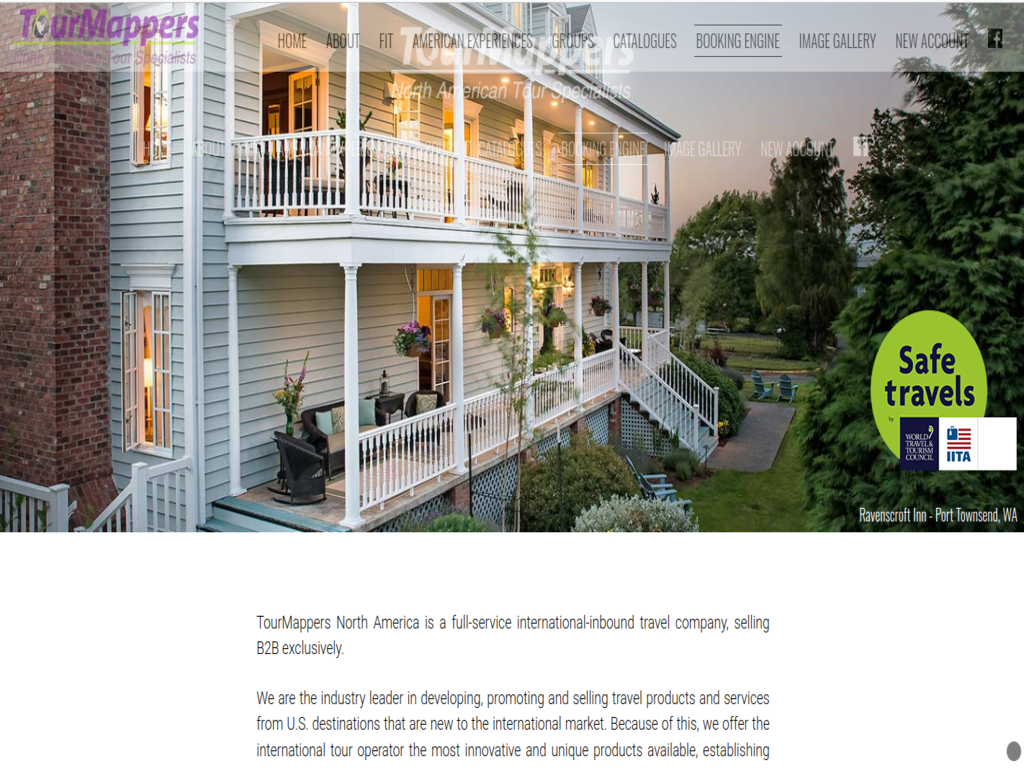 TourMappers
North American Tour Specialists
HOME ABOUT FIT AMERICAN EXPERIENCES GROUPS CATALOGUES BOOKING ENGINE IMAGE GALLERY NEW ACCOUNT
TourMappers
North American Tour Specialists
CATALOGUES BOOKING ENGINE IMAGE GALLERY NEW ACCOUNT
Safe
travels
by
WORLD
TRAVEL &
TOURISM
COUNCIL
IITA
Ravenscroft Inn - Port Townsend, WA
TourMappers North America is a full-service international-inbound travel company, selling
B2B exclusively.
We are the industry leader in developing, promoting and selling travel products and services
from U.S. destinations that are new to the international market. Because of this, we offer the
international tour operator the most innovative and unique products available, establishing